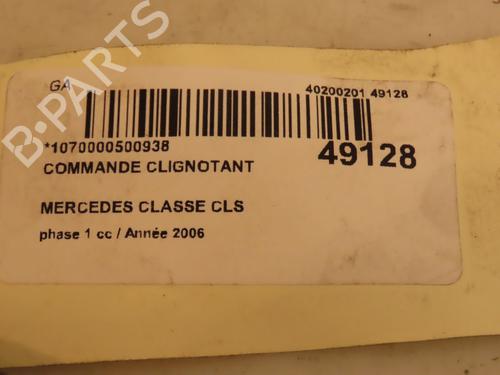 GA
40200201 49128
*1070000500938
49128
COMMANDE CLIGNOTANT
MERCEDES CLASSE CLS
phase 1 cc / Année 2006
B-PARTS